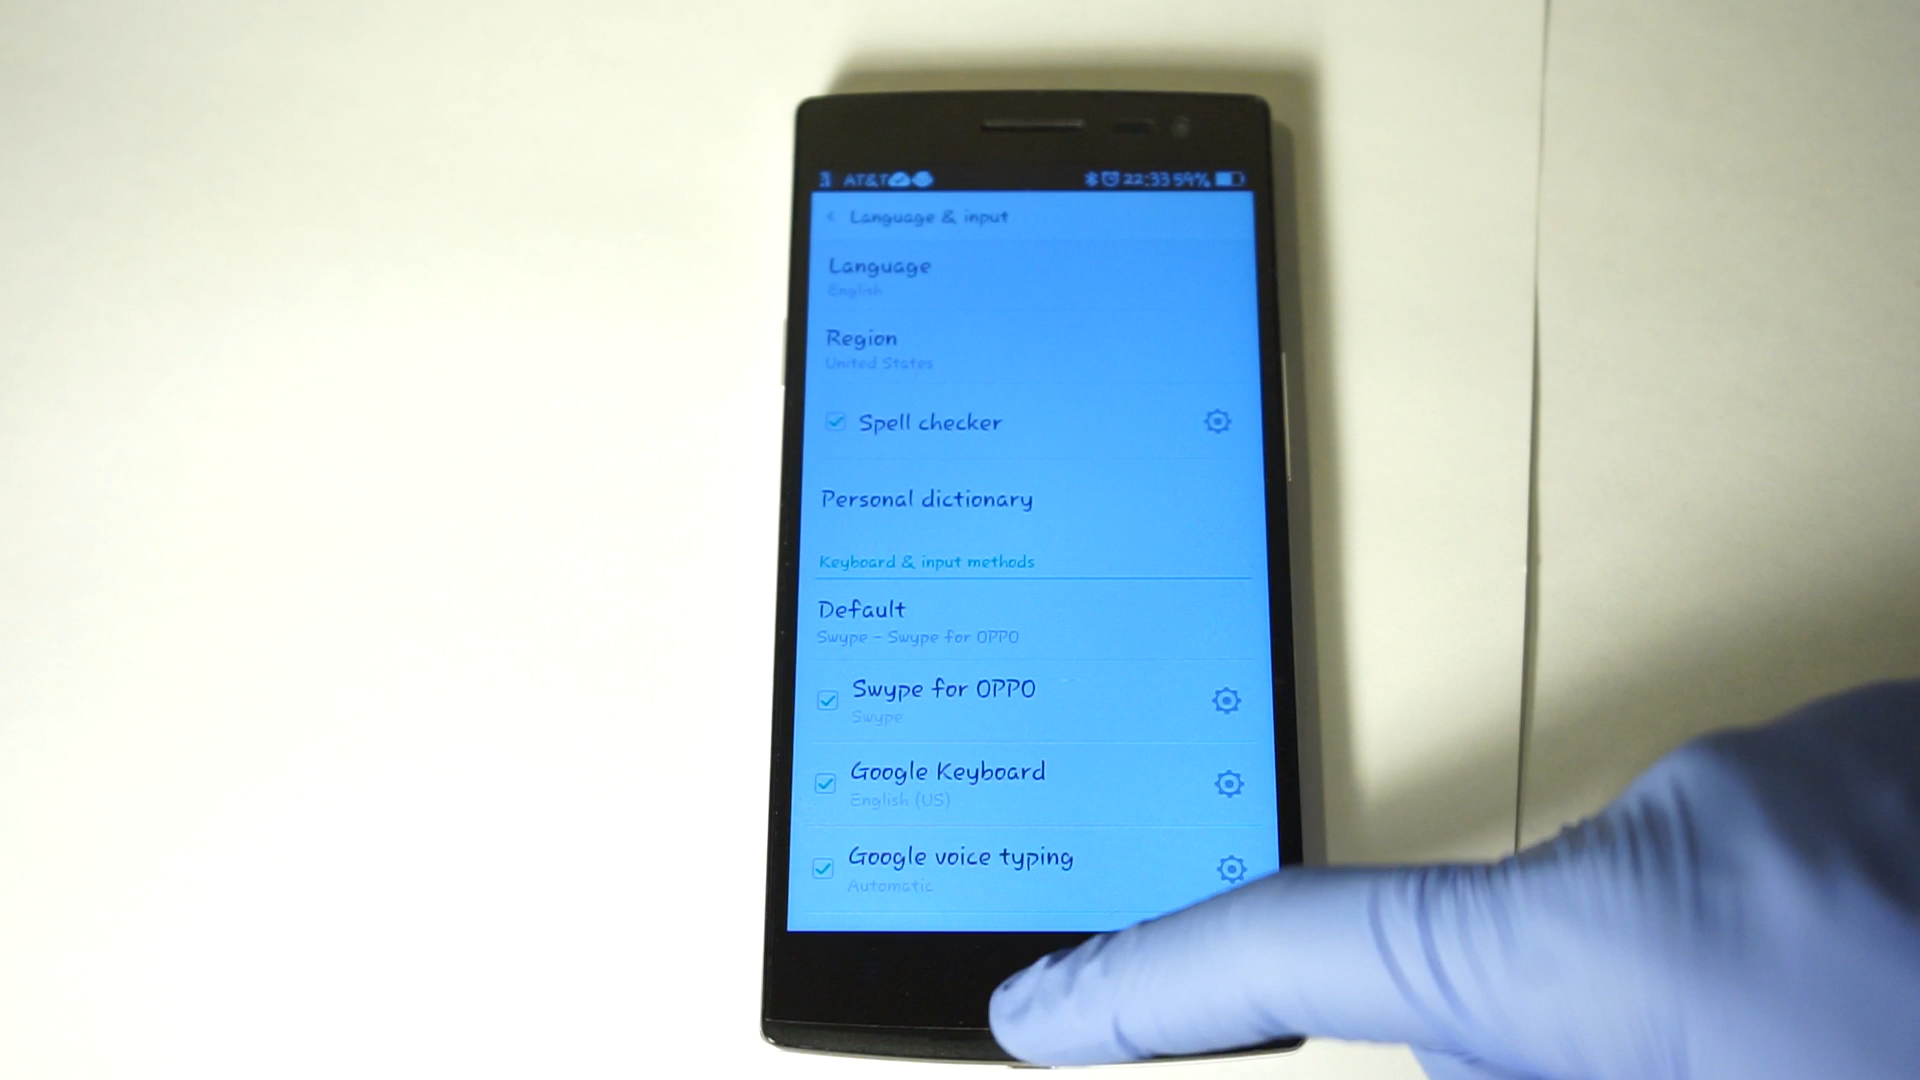 AT&T 22:33 59%
Language & input
Language
English
Region
United States
Spell checker
Personal dictionary
Keyboard & input methods
Default
Swype - Swype for OPPO
Swype for OPPO
Swype
Google Keyboard
English (US)
Google voice typing
Automatic